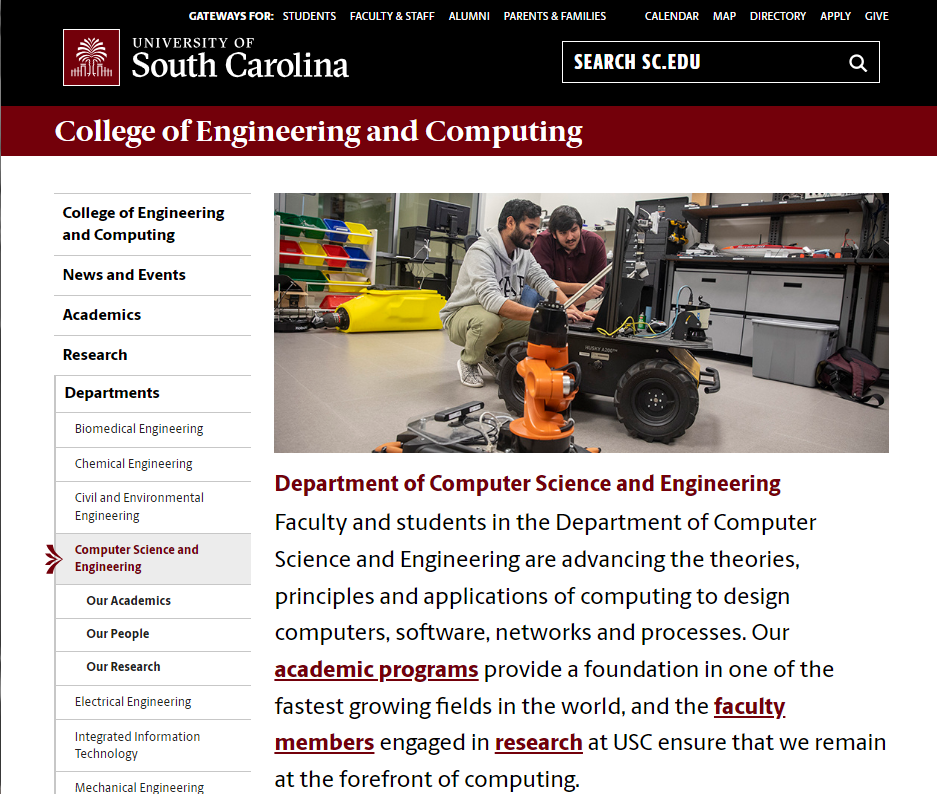 GATEWAYS FOR: STUDENTS FACULTY & STAFF ALUMNI PARENTS & FAMILIES CALENDAR MAP DIRECTORY APPLY GIVE
UNIVERSITY OF
South Carolina
SEARCH SC.EDU
College of Engineering and Computing
College of Engineering
and Computing
News and Events
Academics
Research
Departments
Biomedical Engineering
Chemical Engineering
Civil and Environmental
Engineering
Computer Science and
Engineering
Our Academics
Our People
Our Research
Electrical Engineering
Integrated Information
Technology
Mechanical Engineering
HUSKY A200
Department of Computer Science and Engineering
Faculty and students in the Department of Computer
Science and Engineering are advancing the theories,
principles and applications of computing to design
computers, software, networks and processes. Our
academic programs provide a foundation in one of the
fastest growing fields in the world, and the faculty
members engaged in research at USC ensure that we remain
at the forefront of computing.